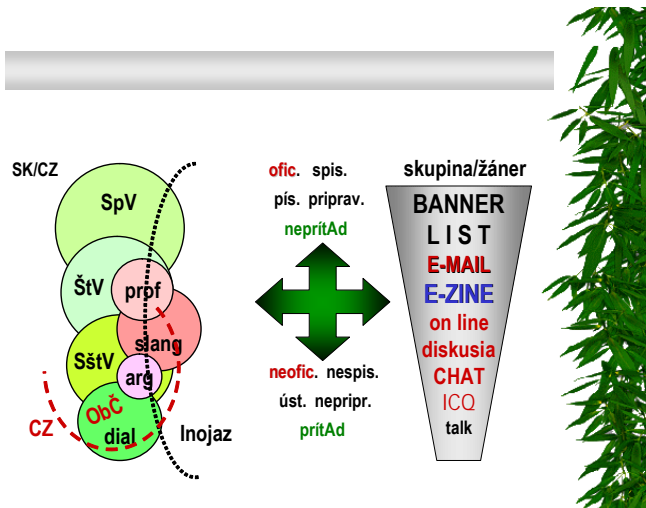 SK/CZ
SpV
ŠtV
prof
slang
SštV
arg
ObČ
dial
CZ
Inojaz
ofic. spis.
pís. priprav.
neprítAd
neofic. nespis.
úst. nepripr.
prítAd
skupina/žáner
BANNER
L I S T
E-MAIL
E-ZINE
on line
diskusia
CHAT
ICQ
talk